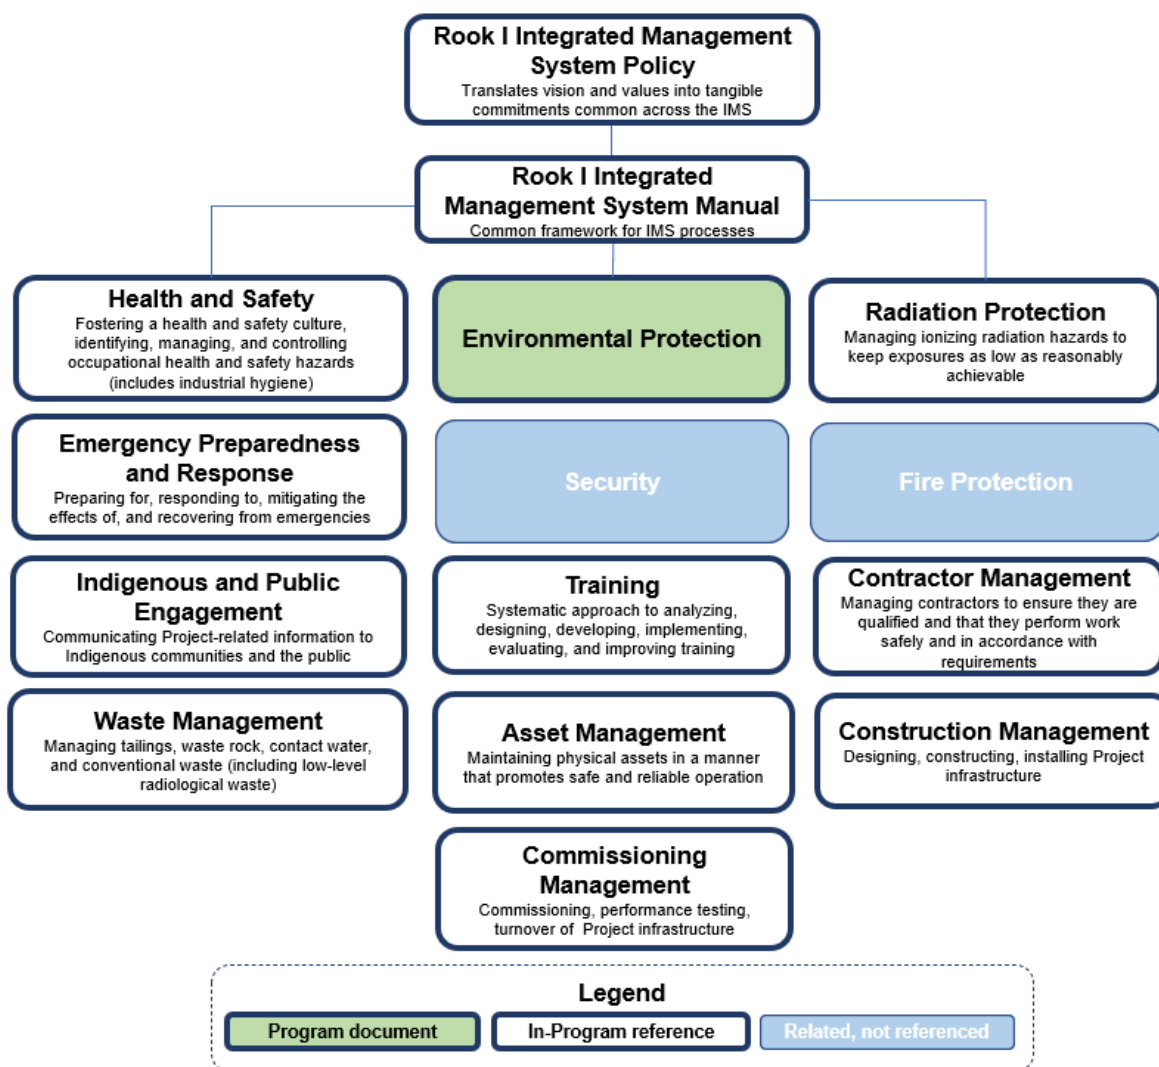 Rook I Integrated Management
System Policy
Translates vision and values into tangible
commitments common across the IMS
Rook I Integrated
Management System Manual
Common framework for IMS processes
Health and Safety
Fostering a health and safety culture,
identifying, managing, and controlling
occupational health and safety hazards
(includes industrial hygiene)
Environmental Protection
Radiation Protection
Managing ionizing radiation hazards to
keep exposures as low as reasonably
achievable
Emergency Preparedness
and Response
Preparing for, responding to, mitigating the
effects of, and recovering from emergencies
Security
Fire Protection
Indigenous and Public
Engagement
Communicating Project-related information to
Indigenous communities and the public
Training
Systematic approach to analyzing,
designing, developing, implementing,
evaluating, and improving training
Contractor Management
Managing contractors to ensure they are
qualified and that they perform work
safely and in accordance with
requirements
Waste Management
Managing tailings, waste rock, contact water,
and conventional waste (including low-level
radiological waste)
Asset Management
Maintaining physical assets in a manner
that promotes safe and reliable operation
Construction Management
Designing, constructing, installing Project
infrastructure
Commissioning
Management
Commissioning, performance testing,
turnover of Project infrastructure
Legend
Program document
In-Program reference
Related, not referenced